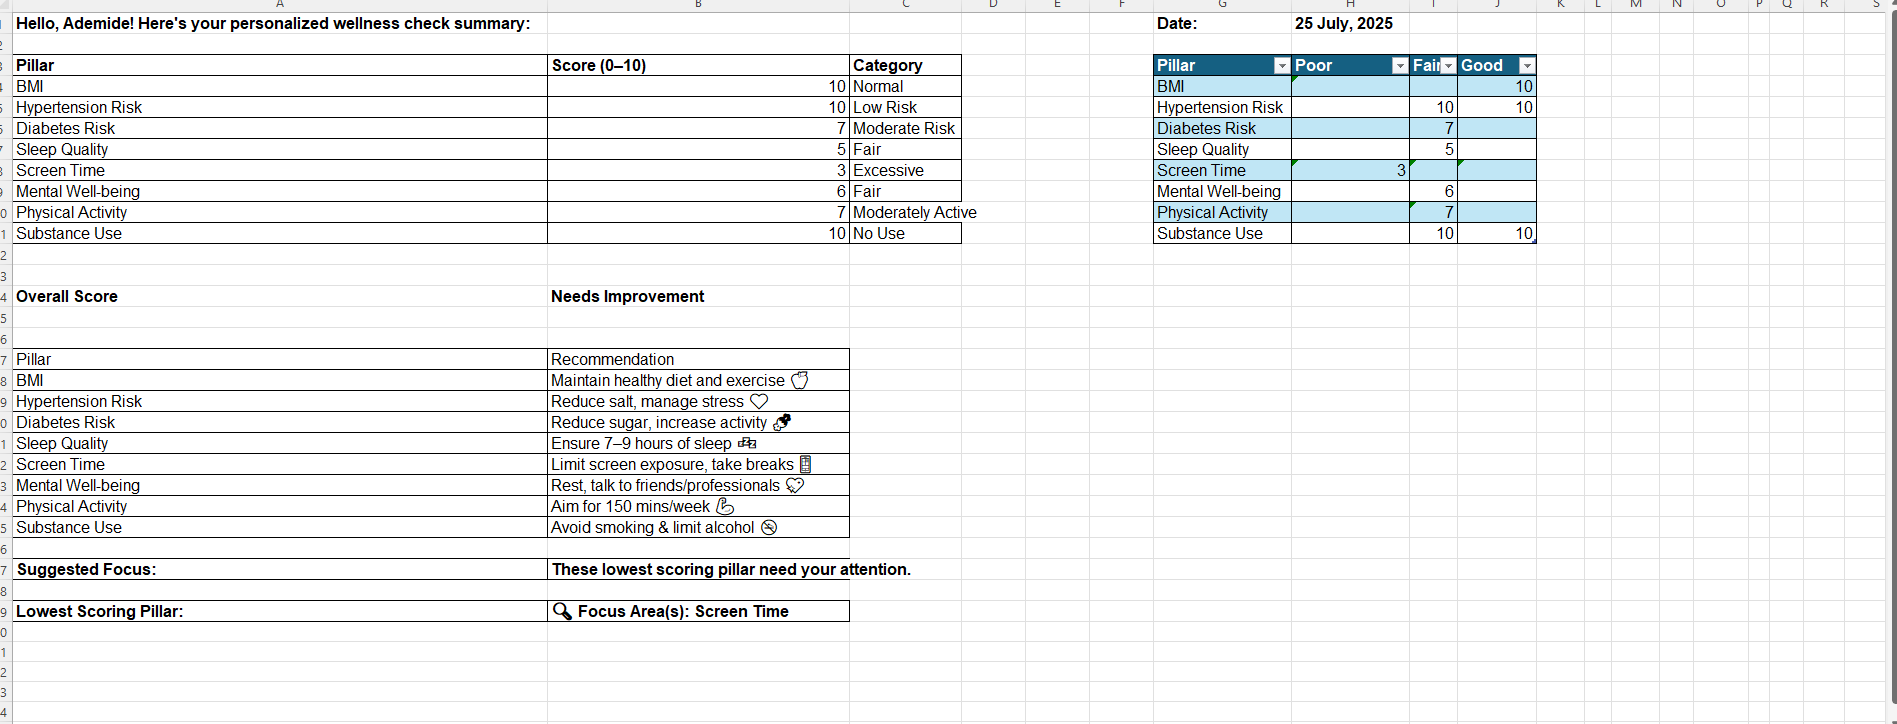 A B C D E F G H I J K L M N O P Q R S
Hello, Ademide! Here's your personalized wellness check summary: Date: 25 July, 2025
Pillar Score (0–10) Category Pillar Poor Fair Good
BMI 10 Normal BMI 10
Hypertension Risk 10 Low Risk Hypertension Risk 10 10
Diabetes Risk 7 Moderate Risk Diabetes Risk 7
Sleep Quality 5 Fair Sleep Quality 5
Screen Time 3 Excessive Screen Time 3
Mental Well-being 6 Fair Mental Well-being 6
Physical Activity 7 Moderately Active Physical Activity 7
Substance Use 10 No Use Substance Use 10 10
Overall Score Needs Improvement
Pillar Recommendation
BMI Maintain healthy diet and exercise
Hypertension Risk Reduce salt, manage stress
Diabetes Risk Reduce sugar, increase activity
Sleep Quality Ensure 7–9 hours of sleep
Screen Time Limit screen exposure, take breaks
Mental Well-being Rest, talk to friends/professionals
Physical Activity Aim for 150 mins/week
Substance Use Avoid smoking & limit alcohol
Suggested Focus: These lowest scoring pillar need your attention.
Lowest Scoring Pillar: Focus Area(s): Screen Time